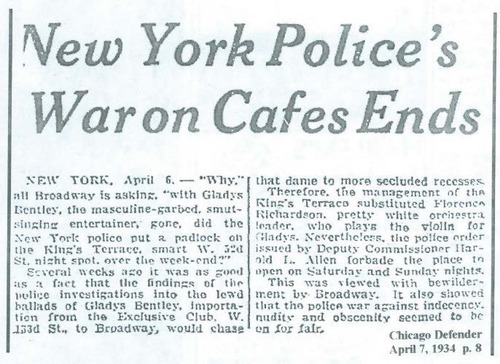 New York Police's
War on Cafes Ends
NEW YORK, April 6. — "Why,"
all Broadway is asking, "with Gladys
Bentley, the masculine-garbed, smut-
singing entertainer, gone, did the
New York police put a padlock on
the King's Terrace, smart W. 52d
St. night spot, over the week-end?"
Several weeks ago it was as good
as a fact that the findings of the
police investigations into the lewd
ballads of Gladys Bentley, importa-
tion from the Exclusive Club, W.
133d St., to Broadway, would chase
that dame to more secluded recesses.
Therefore, the management of the
King's Terrace substituted Florence
Richardson, pretty white orchestra
leader, who plays the violin for
Gladys. Nevertheless, the police order
issued by Deputy Commissioner Har-
old L. Allen forbade the place to
open on Saturday and Sunday nights.
This was viewed with bewilder-
ment by Broadway. It also showed
that the police war against indecency,
nudity and obscenity seemed to be
on for fair.
Chicago Defender
April 7, 1934 p. 8